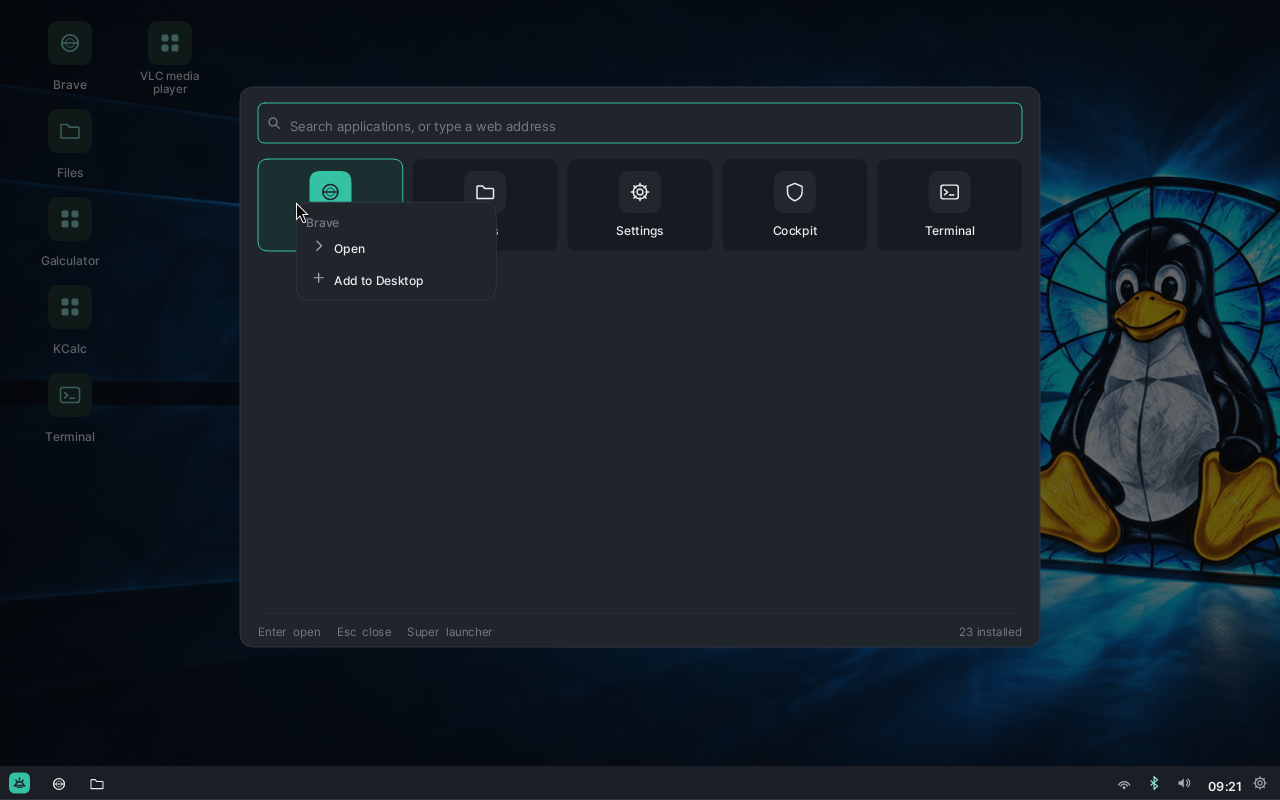 Brave
VLC media
player
Files
Galculator
KCalc
Terminal
Search applications, or type a web address
Settings
Cockpit
Terminal
Brave
Open
Add to Desktop
Enter open
Esc close
Super launcher
23 installed
09:21